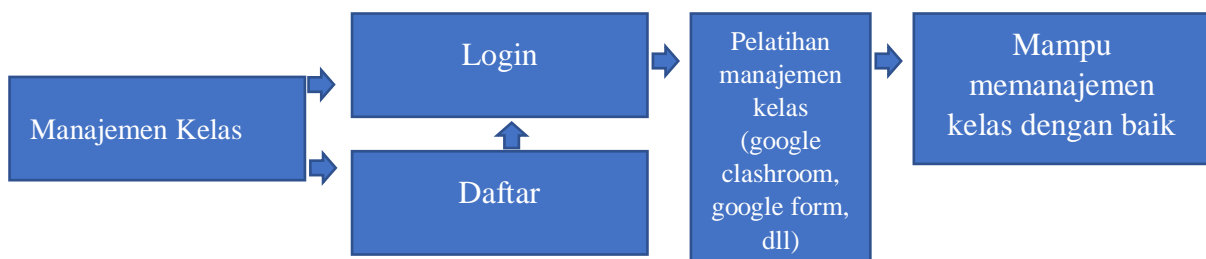 Manajemen Kelas
Login
Daftar
Pelatihan
manajemen
kelas
(google
clashroom,
google form,
dll)
Mampu
memanajemen
kelas dengan baik